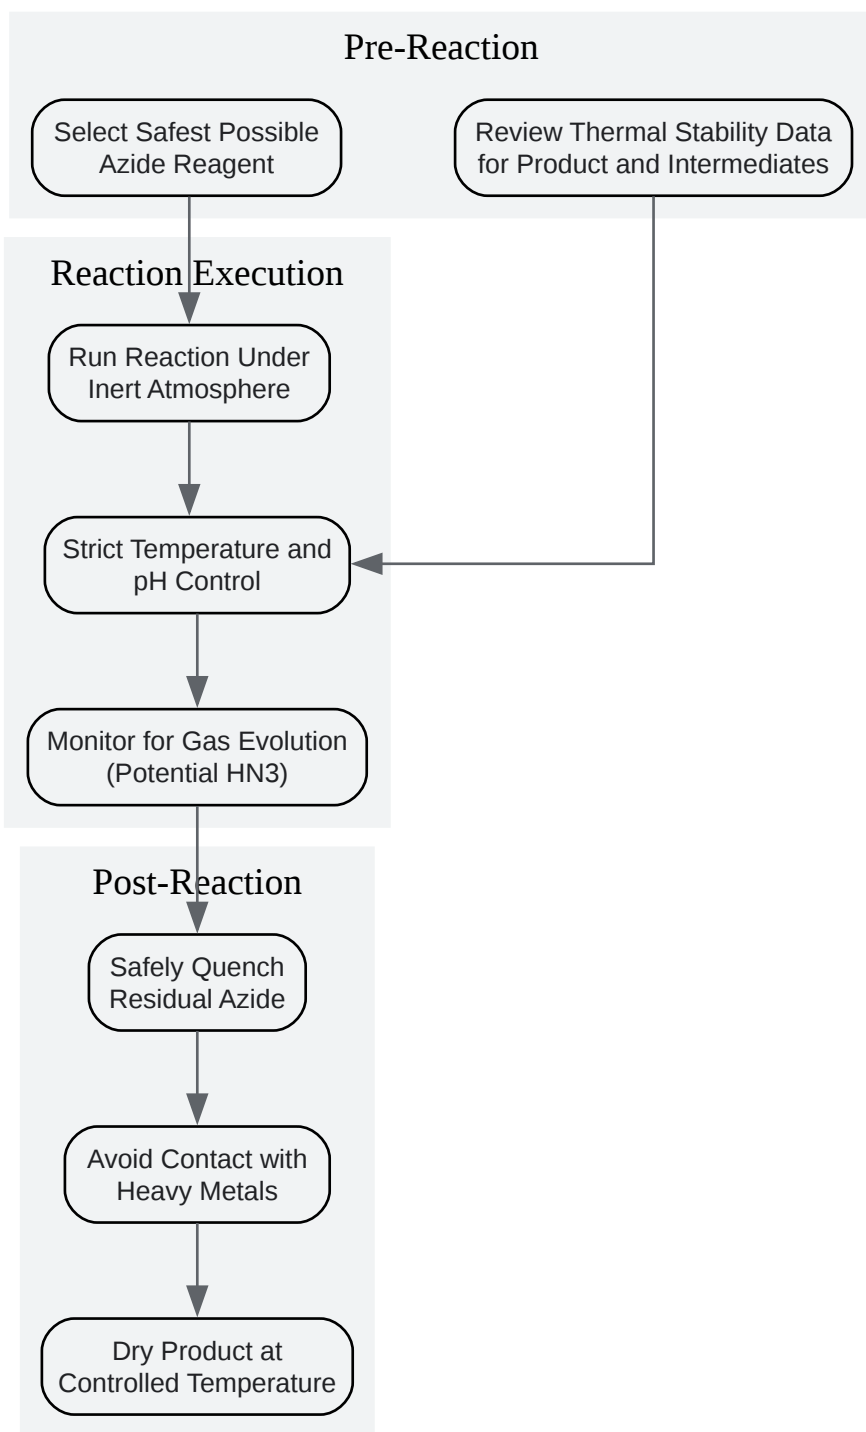 Pre-Reaction
Select Safest Possible
Azide Reagent
Review Thermal Stability Data
for Product and Intermediates
Reaction Execution
Run Reaction Under
Inert Atmosphere
Strict Temperature and
pH Control
Monitor for Gas Evolution
(Potential HN3)
Post-Reaction
Safely Quench
Residual Azide
Avoid Contact with
Heavy Metals
Dry Product at
Controlled Temperature